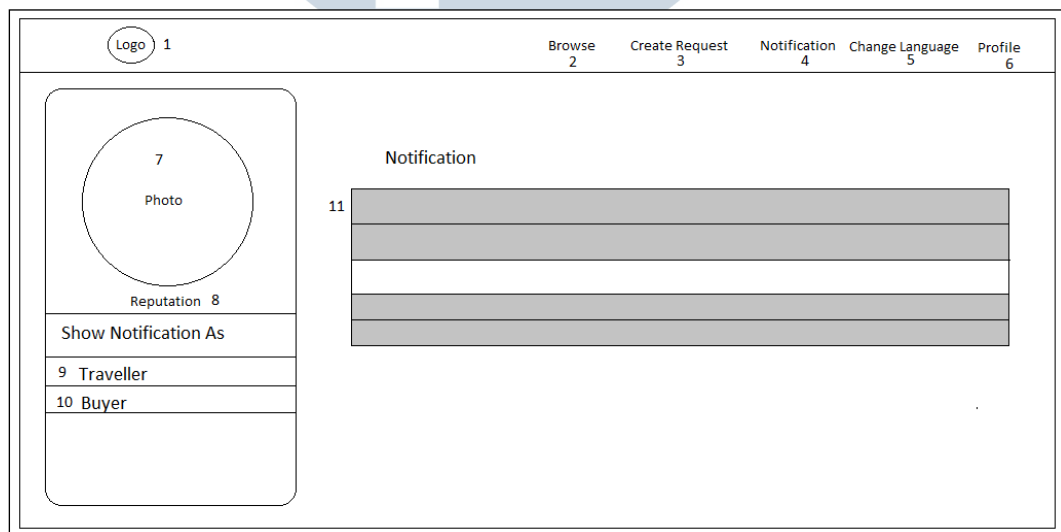 Logo 1
Browse Create Request Notification Change Language Profile
2 3 4 5 6
7
Photo
Reputation 8
Show Notification As
9 Traveller
10 Buyer
Notification
11